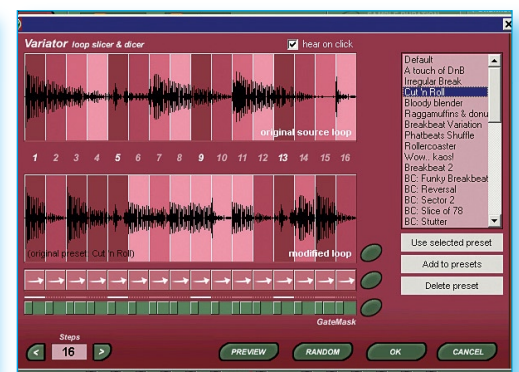 Variator loop slicer & dicer
hear on click
original source loop
1 2 3 4 5 6 7 8 9 10 11 12 13 14 15 16
(original preset: Cut 'n Roll)
modified loop
GateMask
Steps
< 16 >
PREVIEW
RANDOM
OK
CANCEL
Default
A touch of DnB
Irregular Break
Cut 'n Roll
Bloody blender
Raggamuffins & donu
Breakbeat Variation
Phatbeats Shuffle
Rollercoaster
Wow.. kaos!
Breakbeat 2
BC: Funky Breakbeat
BC: Reversal
BC: Sector 2
BC: Slice of 78
BC: Stutter
Use selected preset
Add to presets
Delete preset